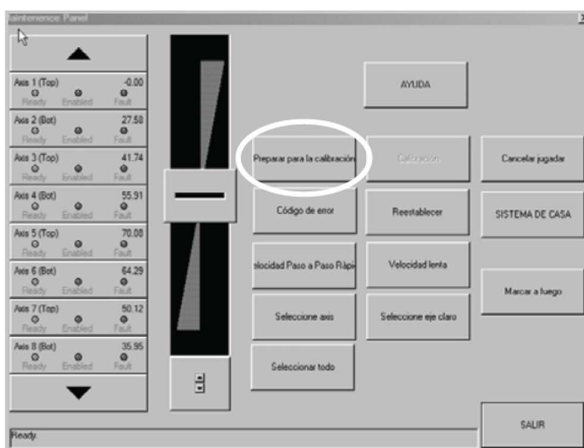 Maintenence Panel
AYUDA
Axis 1 (Top) -0.00
Ready Enabled Fault
Axis 2 (Bot) 27.58
Ready Enabled Fault
Axis 3 (Top) 41.74
Ready Enabled Fault
Axis 4 (Bot) 55.91
Ready Enabled Fault
Axis 5 (Top) 70.08
Ready Enabled Fault
Axis 6 (Bot) 64.29
Ready Enabled Fault
Axis 7 (Top) 50.12
Ready Enabled Fault
Axis 8 (Bot) 35.95
Ready Enabled Fault
Preparar para la calibración
Calibración
Cancelar jugadar
Código de error
Reestablecer
SISTEMA DE CASA
elocidad Paso a Paso Ràpi
Velocidad lenta
Marcar a luego
Seleccione axis
Seleccione eje claro
Seleccionar todo
SALIR
Ready